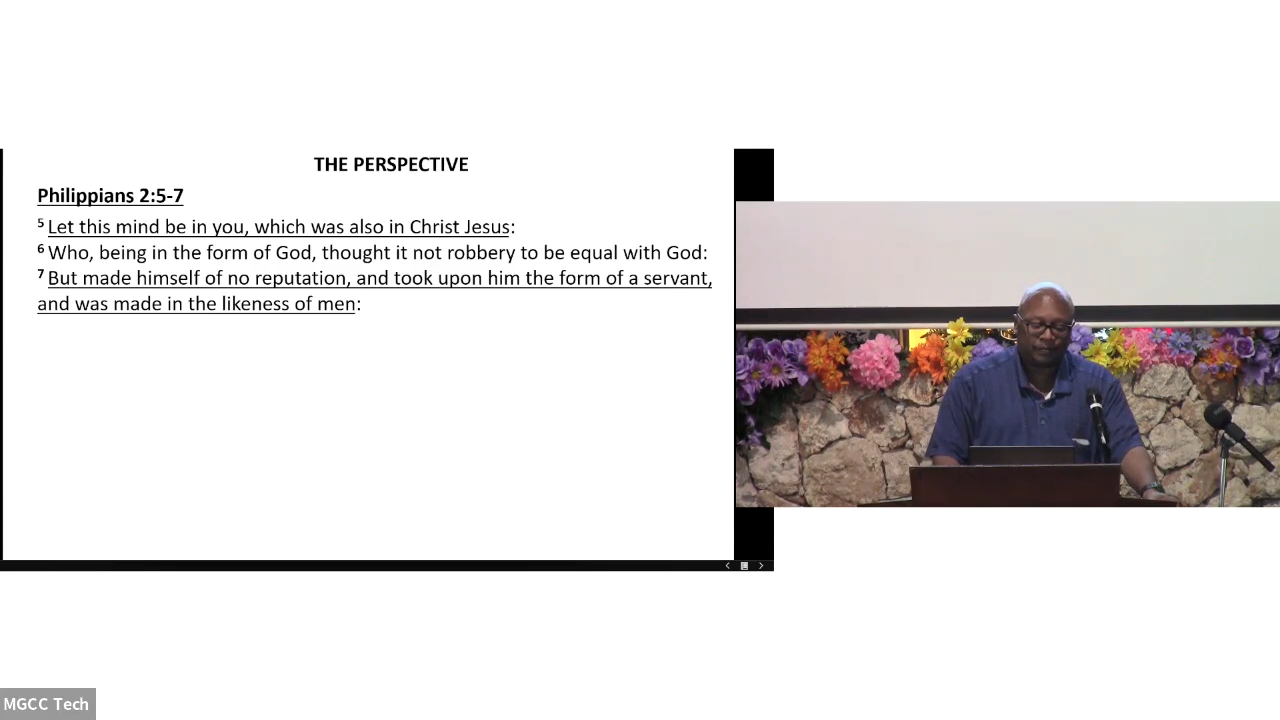 THE PERSPECTIVE
Philippians 2:5-7
5 Let this mind be in you, which was also in Christ Jesus:
6 Who, being in the form of God, thought it not robbery to be equal with God:
7 But made himself of no reputation, and took upon him the form of a servant,
and was made in the likeness of men:
MGCC Tech